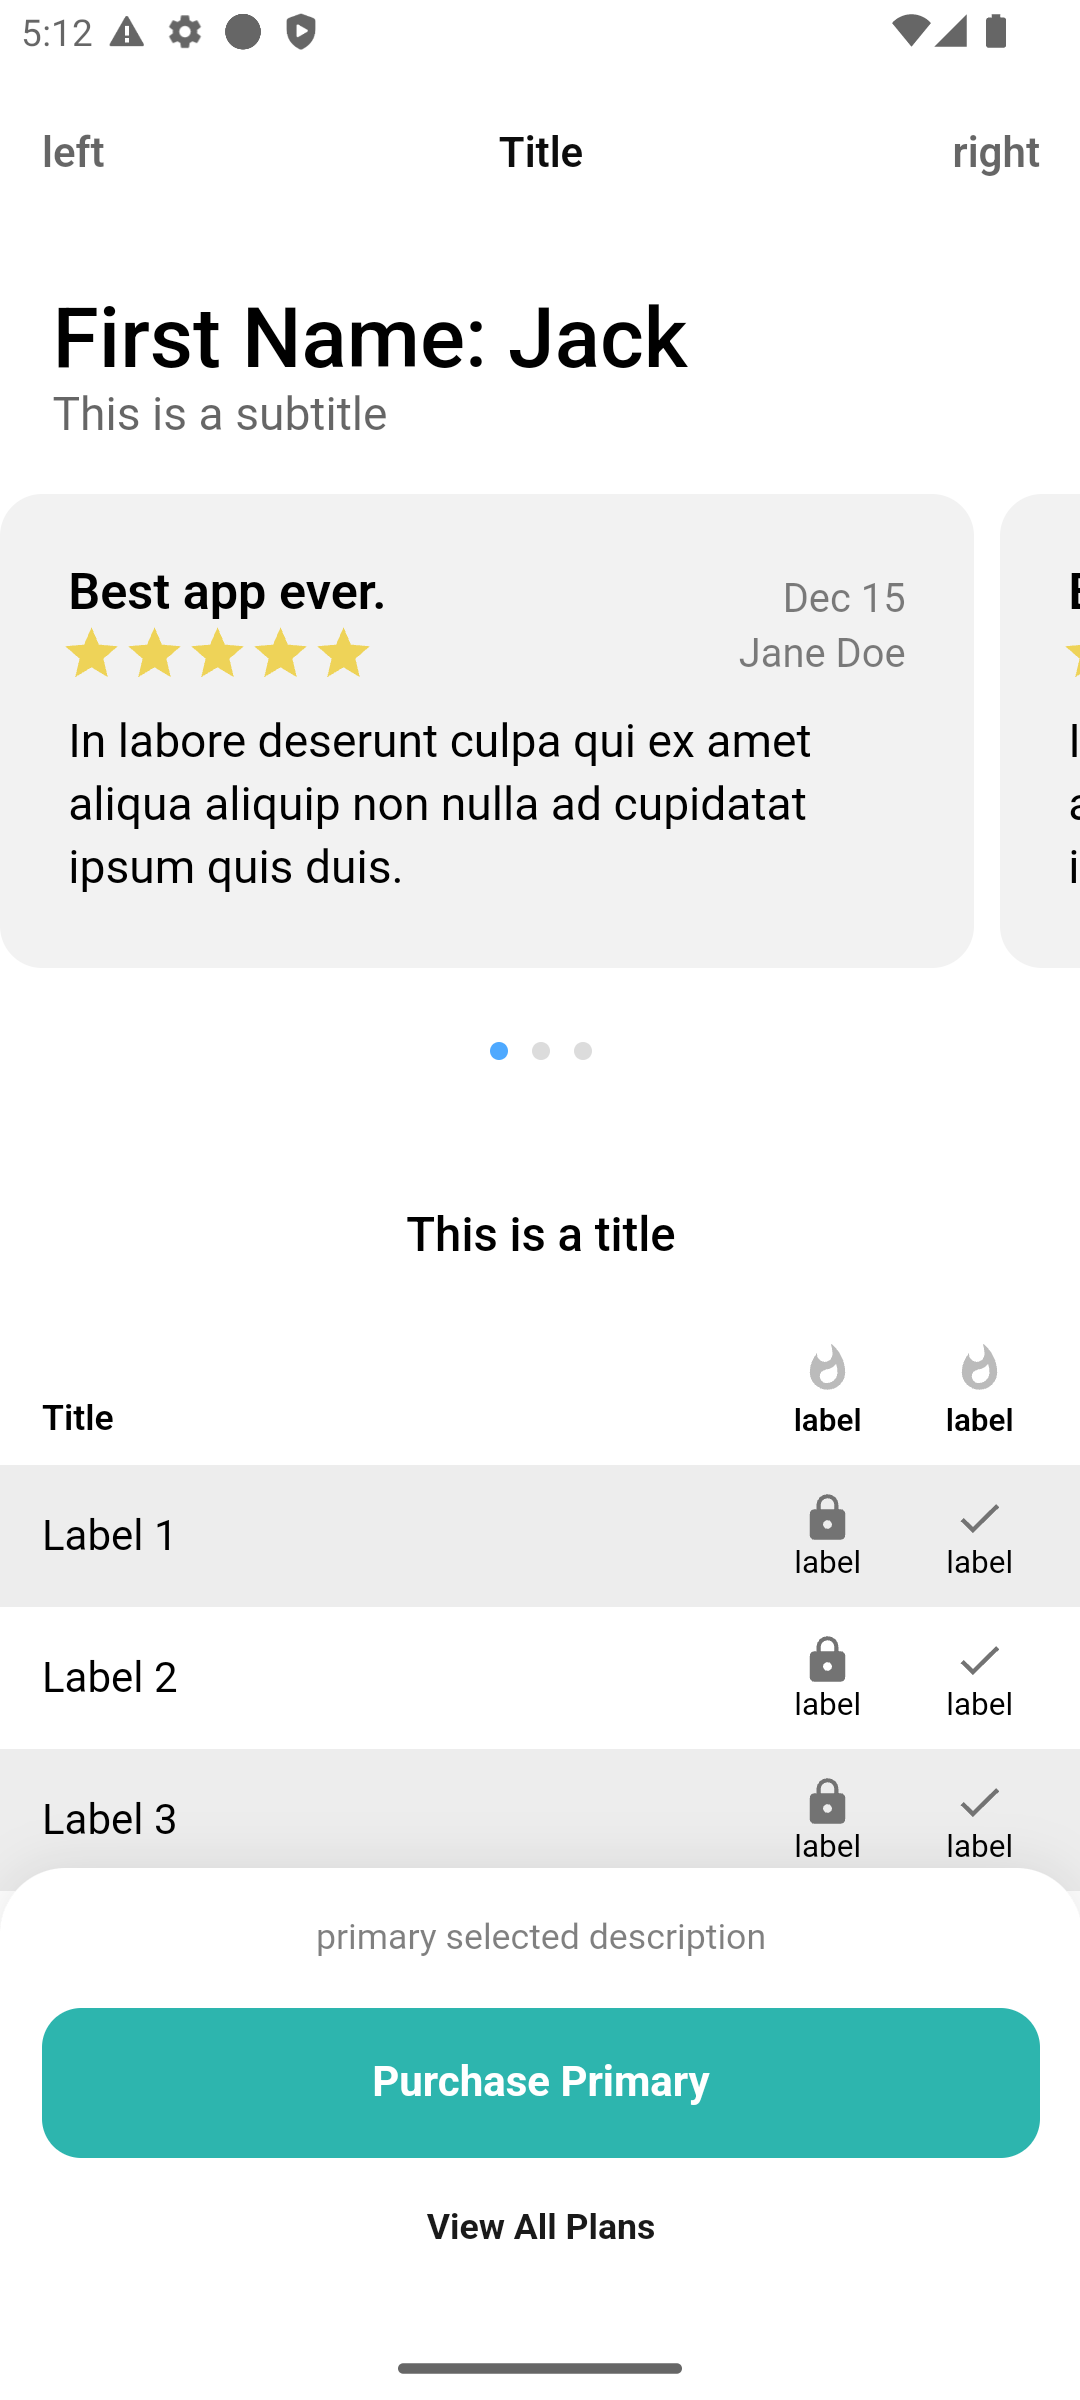 5:12
left Title right
First Name: Jack
This is a subtitle
Best app ever.
Dec 15
Jane Doe
In labore deserunt culpa qui ex amet
aliqua aliquip non nulla ad cupidatat
ipsum quis duis.
This is a title
Title label label
Label 1 label label
Label 2 label label
Label 3 label label
primary selected description
Purchase Primary
View All Plans